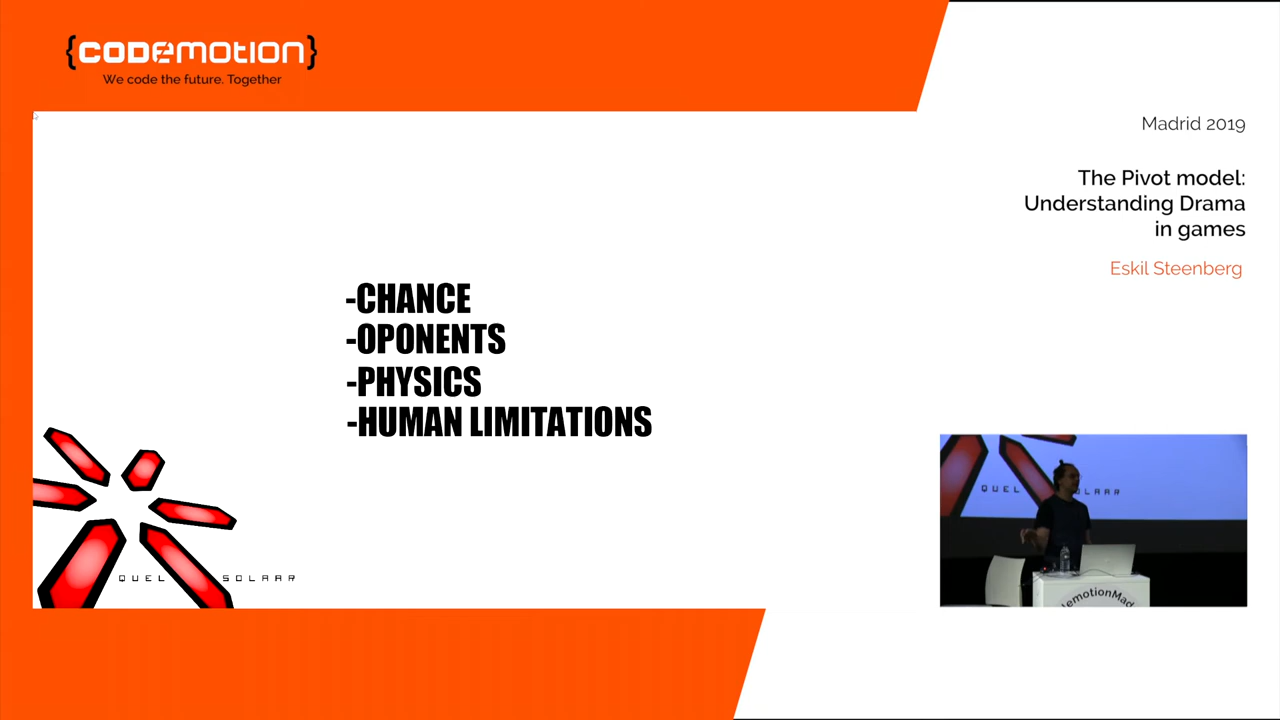 {CODEMOTION}
We code the future. Together
Madrid 2019
The Pivot model:
Understanding Drama
in games
Eskil Steenberg
-CHANCE
-OPONENTS
-PHYSICS
-HUMAN LIMITATIONS
QUEL SOLAAR
QUEL SOLAAR
emotionMad